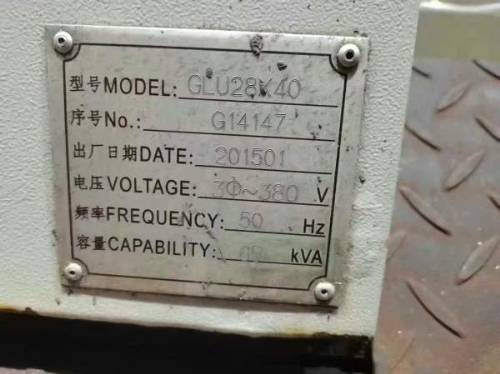 型号MODEL: GLU28X40
序号No.: G14147
出厂日期DATE: 201501
电压VOLTAGE: 3Φ~380 V
频率FREQUENCY: 50 Hz
容量CAPABILITY: kVA